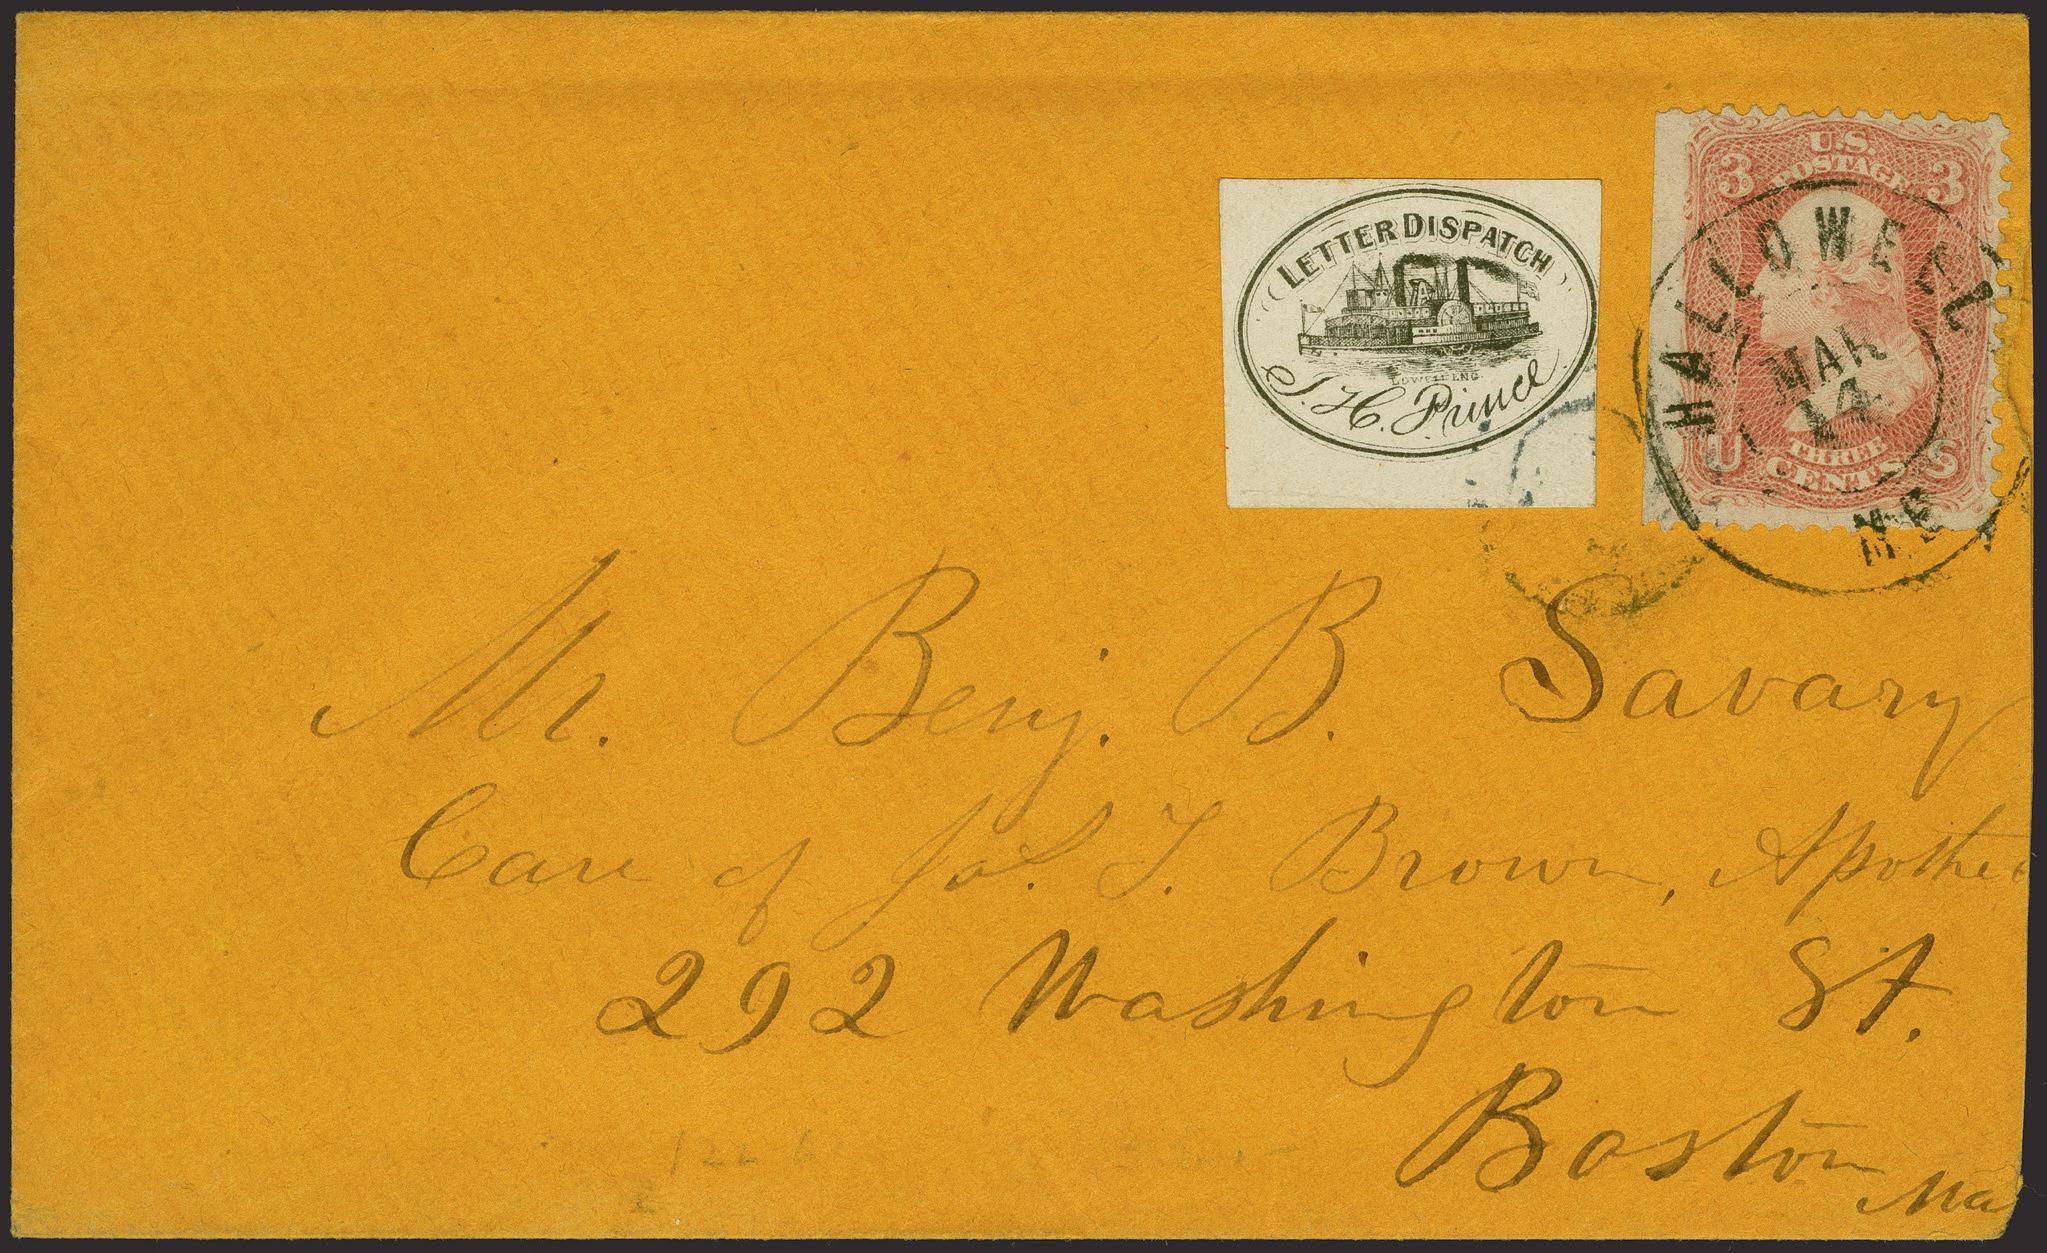 LETTER DISPATCH
LOWELL ENG.
J. H. Prince
3 U.S. POSTAGE 3
U THREE CENTS S
HALLOWELL
MAR
14
ME
Mr. Benj. B. Savary
Care of Jos. T. Brown, Apothec
292 Washington St.
Boston
Ma